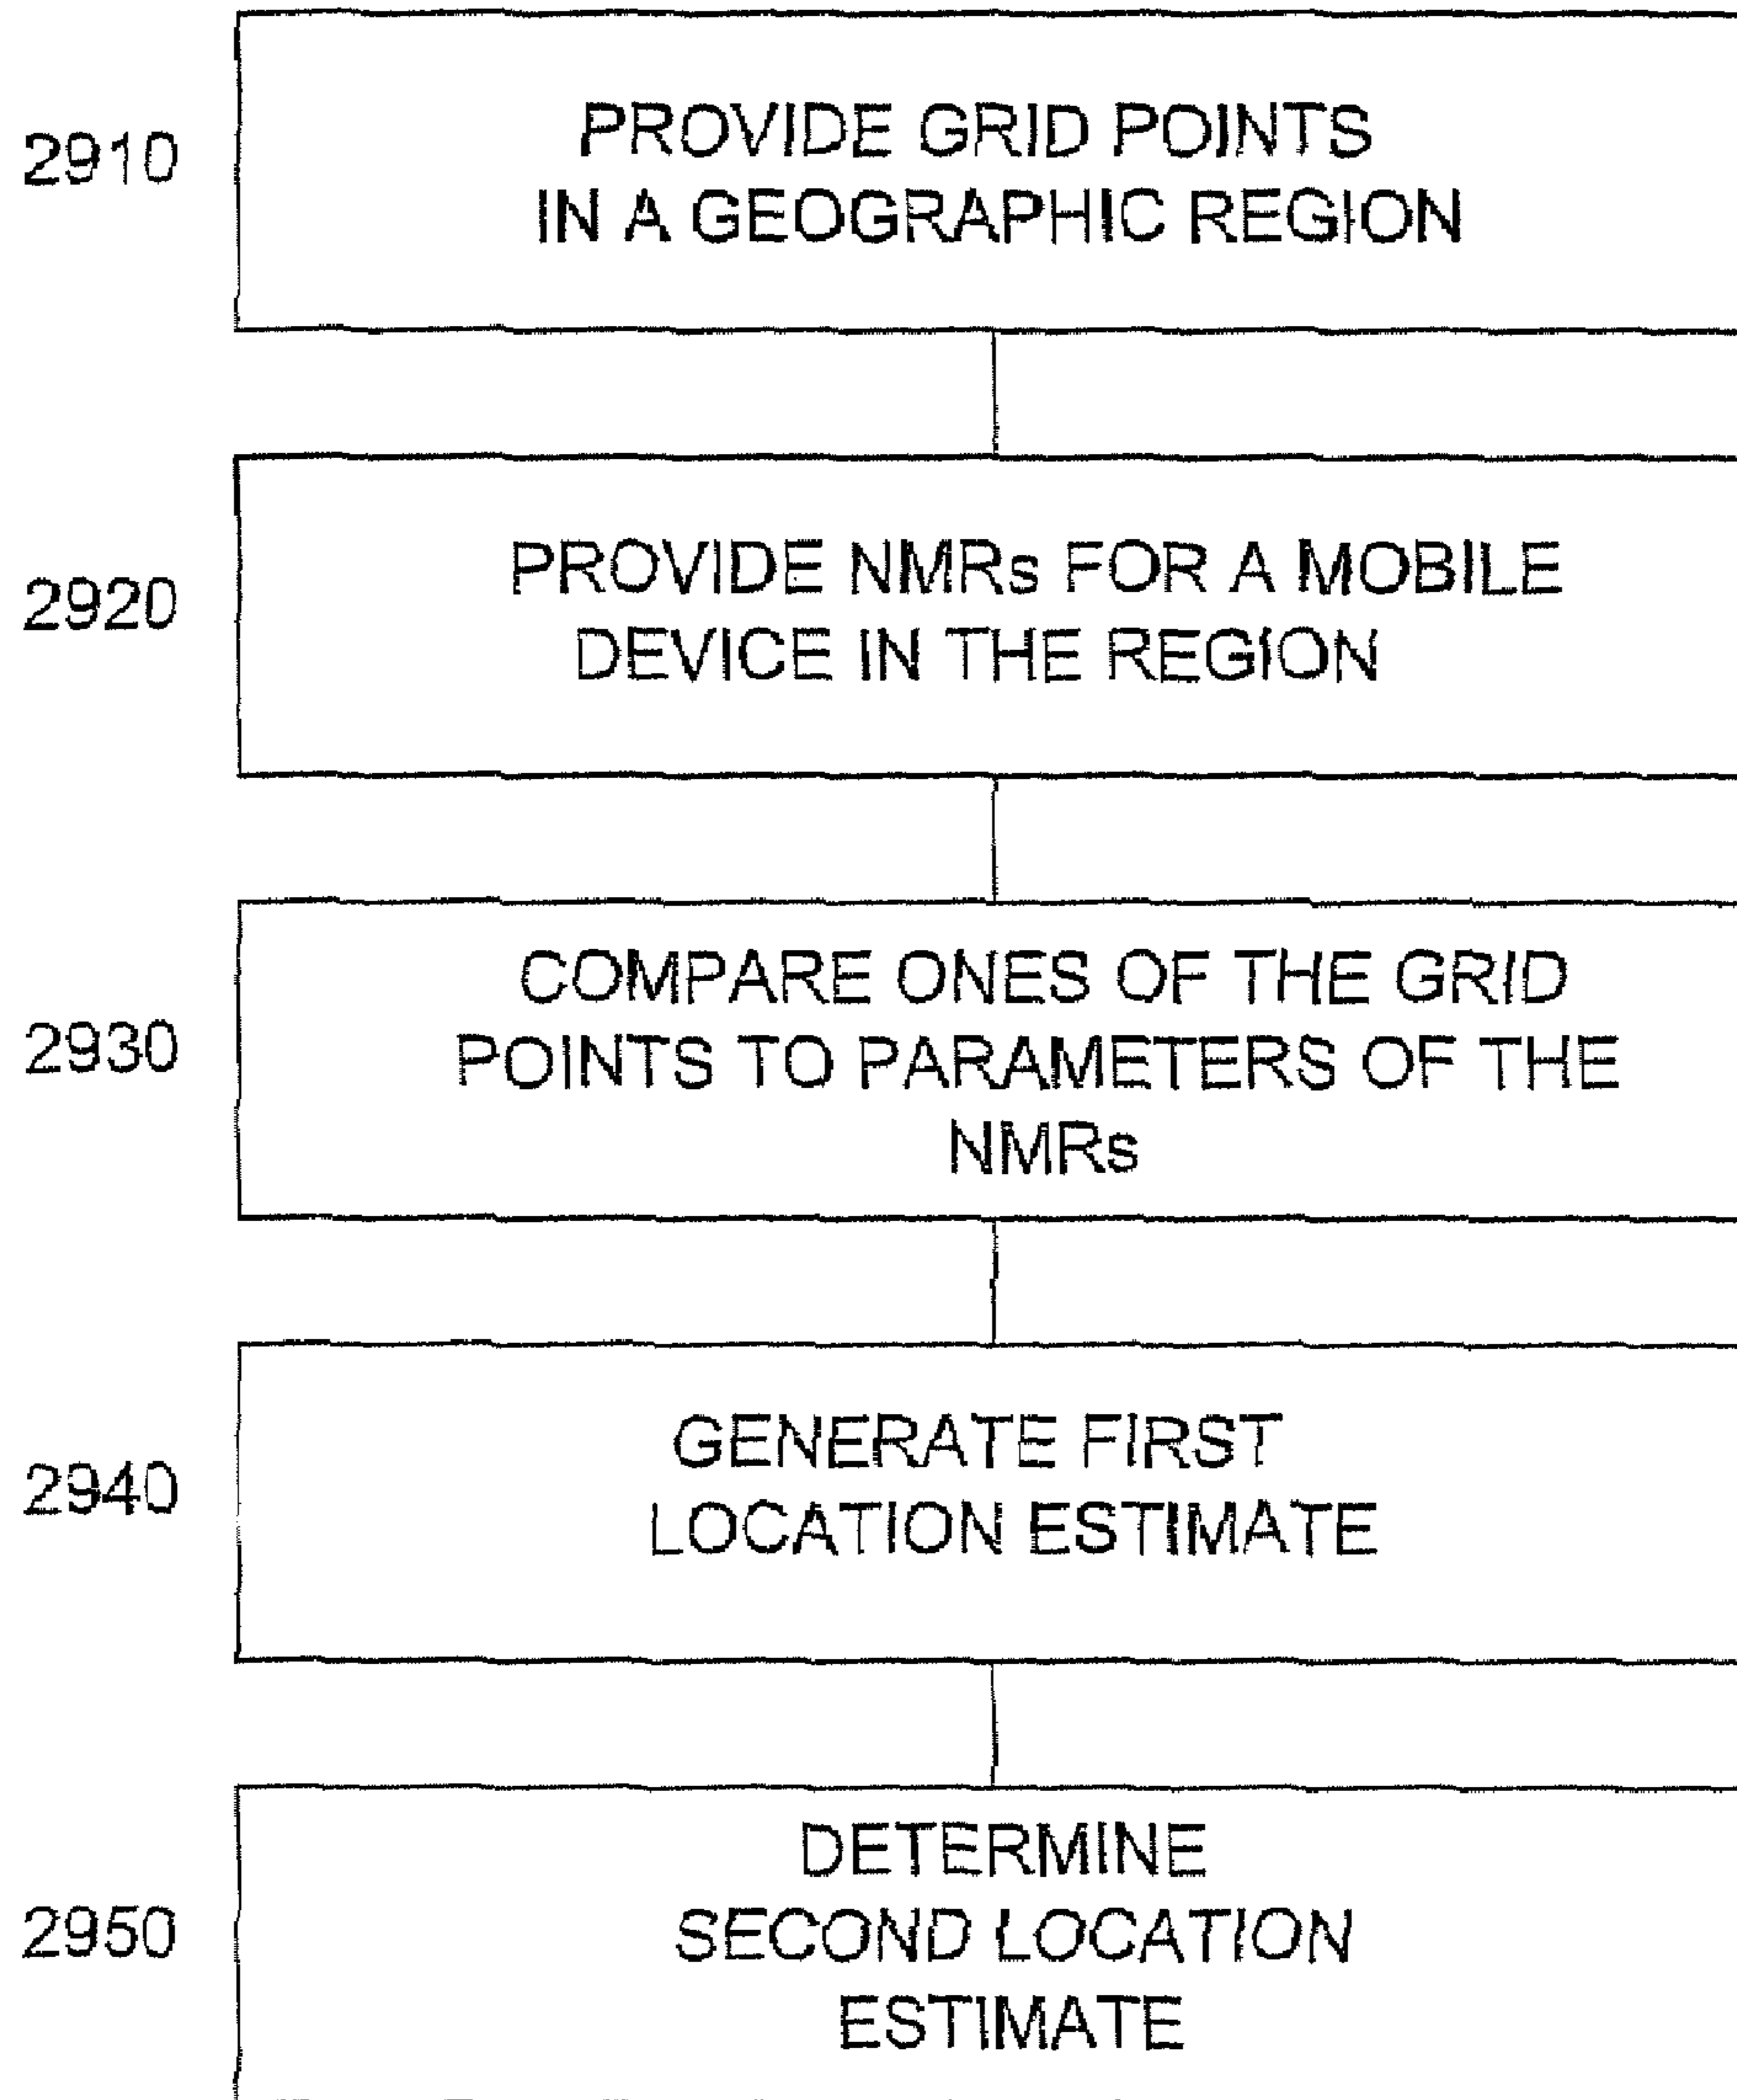 2910
PROVIDE GRID POINTS
IN A GEOGRAPHIC REGION
2920
PROVIDE NMRs FOR A MOBILE
DEVICE IN THE REGION
2930
COMPARE ONES OF THE GRID
POINTS TO PARAMETERS OF THE
NMRs
2940
GENERATE FIRST
LOCATION ESTIMATE
2950
DETERMINE
SECOND LOCATION
ESTIMATE